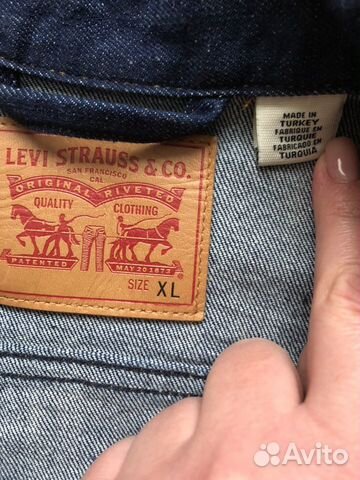 LEVI STRAUSS & CO.
SAN FRANCISCO
CAL
ORIGINAL RIVETED
QUALITY CLOTHING
PATENTED MAY 20 1873
SIZE XL
MADE IN
TURKEY
FABRIQUÉ EN
TURQUIE
FABRICADO EN
TURQUÍA
Avito